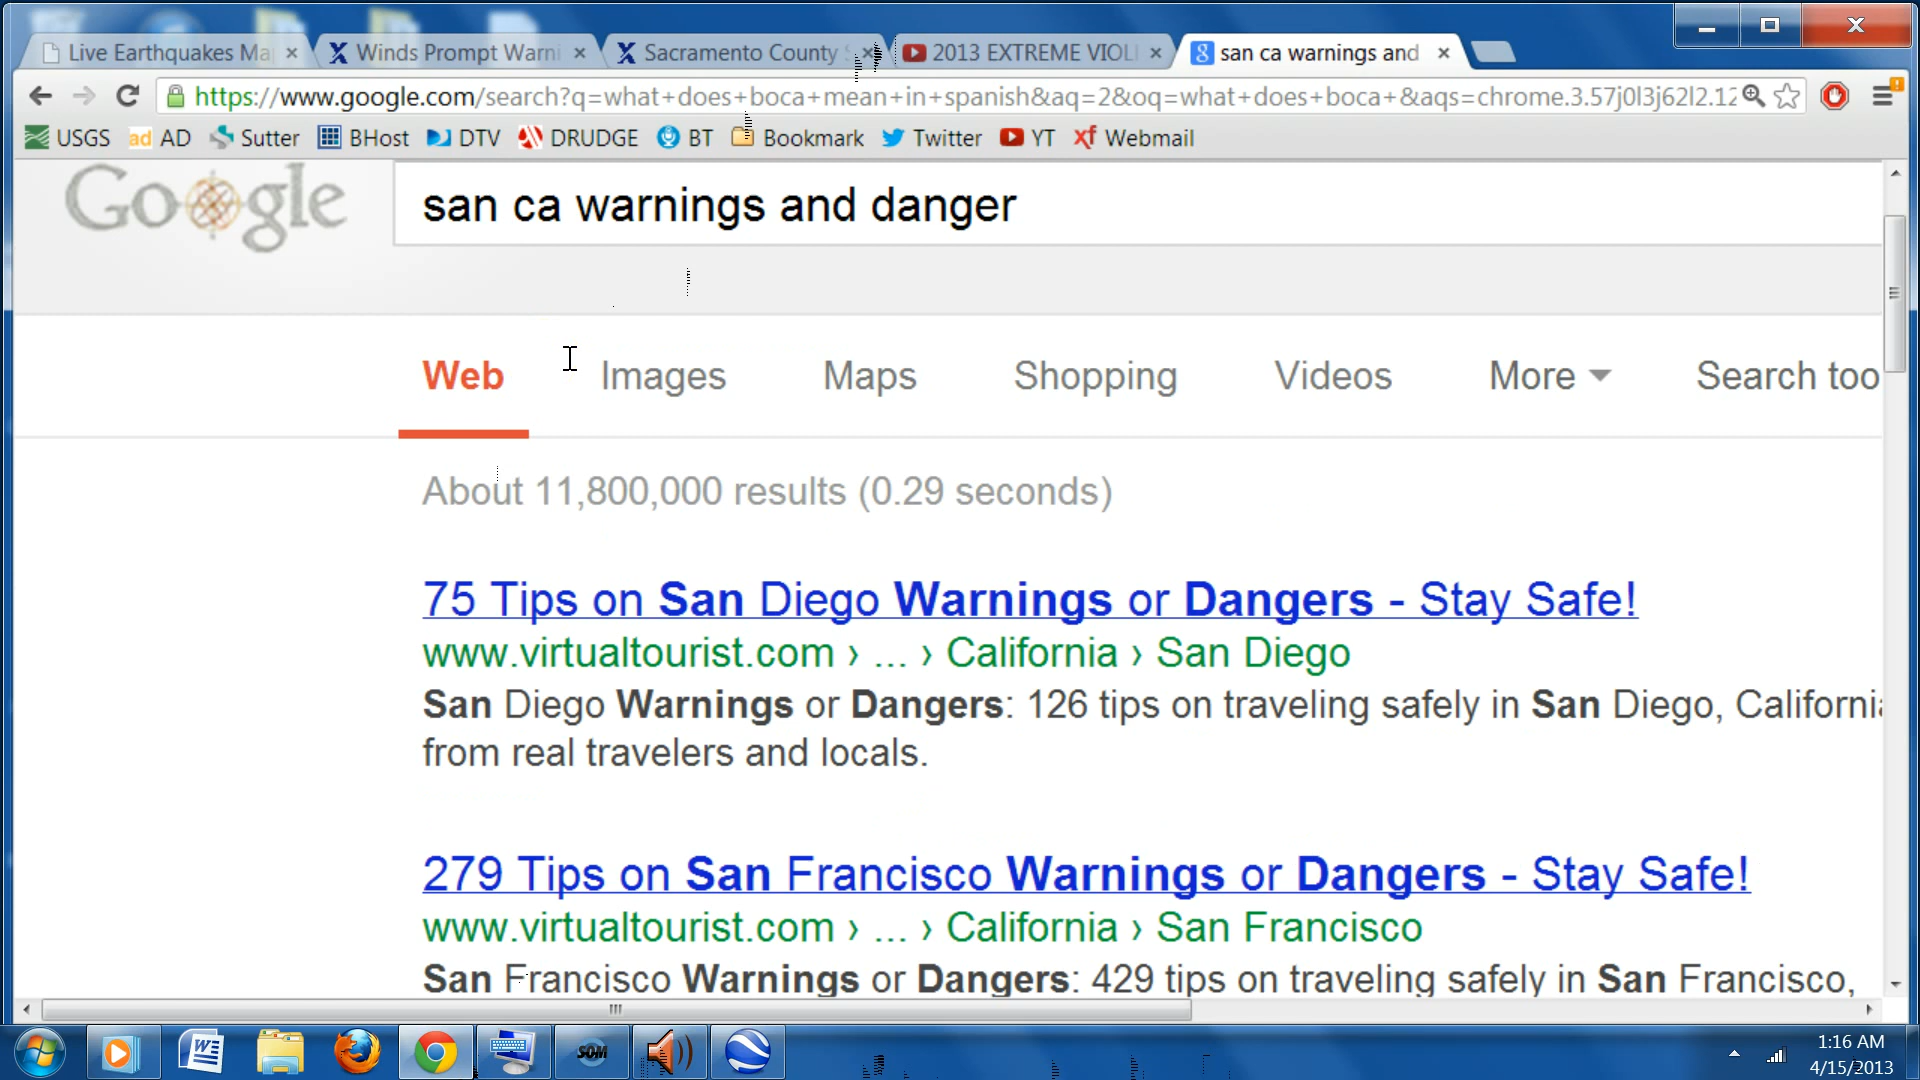 Live Earthquakes Ma
Winds Prompt Warni
Sacramento County
2013 EXTREME VIOL
san ca warnings and
https://www.google.com/search?q=what+does+boca+mean+in+spanish&aq=2&oq=what+does+boca+&aqs=chrome.3.57j0l3j62l2.12
USGS
ad AD
Sutter
BHost
DTV
DRUDGE
BT
Bookmark
Twitter
YT
xf Webmail
Google
san ca warnings and danger
Web
Images
Maps
Shopping
Videos
More
Search too
About 11,800,000 results (0.29 seconds)
75 Tips on San Diego Warnings or Dangers - Stay Safe!
www.virtualtourist.com › ... › California › San Diego
San Diego Warnings or Dangers: 126 tips on traveling safely in San Diego, California
from real travelers and locals.
279 Tips on San Francisco Warnings or Dangers - Stay Safe!
www.virtualtourist.com › ... › California › San Francisco
San Francisco Warnings or Dangers: 429 tips on traveling safely in San Francisco,
SOM
1:16 AM
4/15/2013